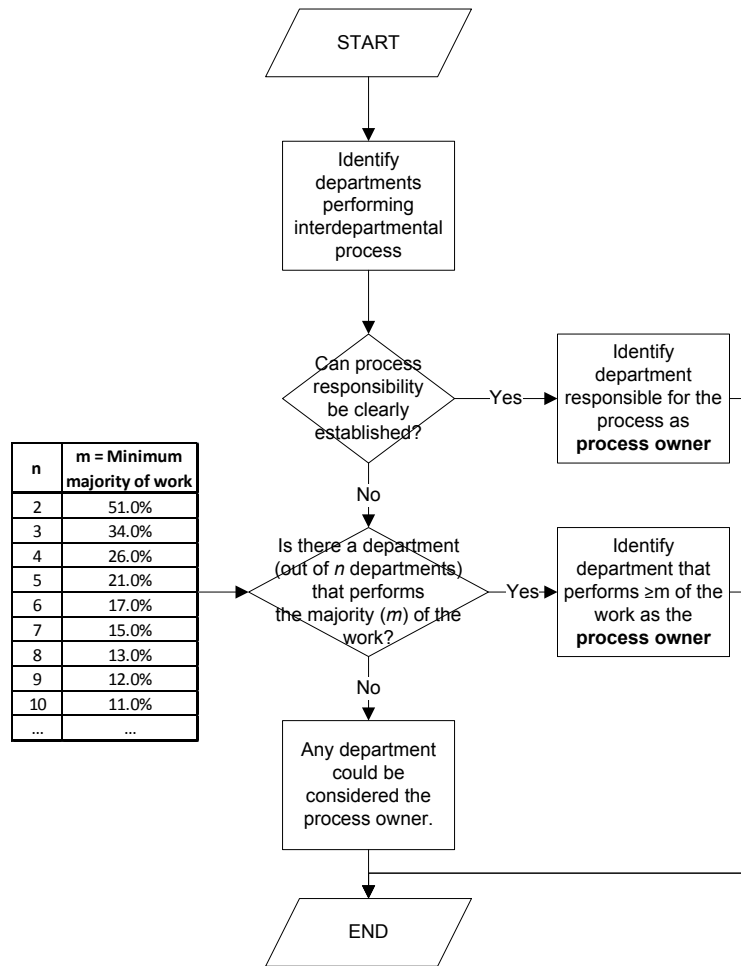 START
Identify
departments
performing
interdepartmental
process
Can process
responsibility
be clearly
established?
Yes
Identify
department
responsible for the
process as
process owner
No
n m = Minimum
majority of work
2 51.0%
3 34.0%
4 26.0%
5 21.0%
6 17.0%
7 15.0%
8 13.0%
9 12.0%
10 11.0%
... ...
Is there a department
(out of n departments)
that performs
the majority (m) of the
work?
Yes
Identify
department that
performs ≥m of the
work as the
process owner
No
Any department
could be
considered the
process owner.
END